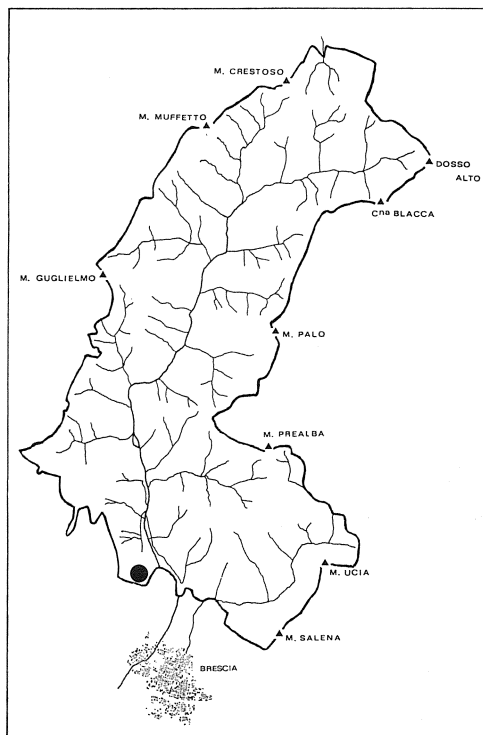 M. CRESTOSO
M. MUFFETTO
DOSSO
ALTO
Cna BLACCA
M. GUGLIELMO
M. PALO
M. PREALBA
M. UCIA
M. SALENA
BRESCIA